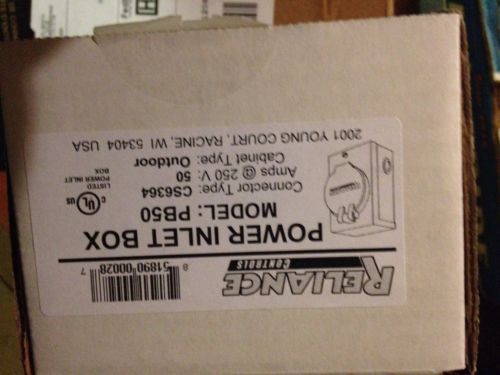 RELIANCE
CONTROLS
8 51890 00028 7
POWER INLET BOX
MODEL: PB50
Connector Type: CS6364
Amps @ 250 V: 50
Cabinet Type: Outdoor
C UL US
LISTED
POWER INLET
BOX
2001 YOUNG COURT, RACINE, WI 53404 USA